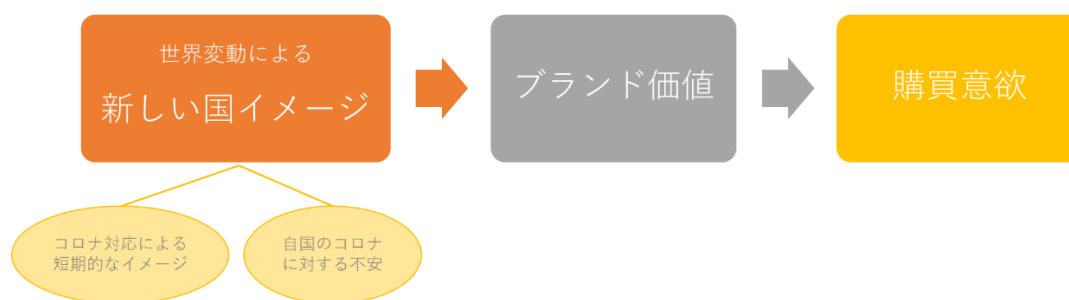 世界変動による
新しい国イメージ
ブランド価値
購買意欲
コロナ対応による
短期的なイメージ
自国のコロナ
に対する不安